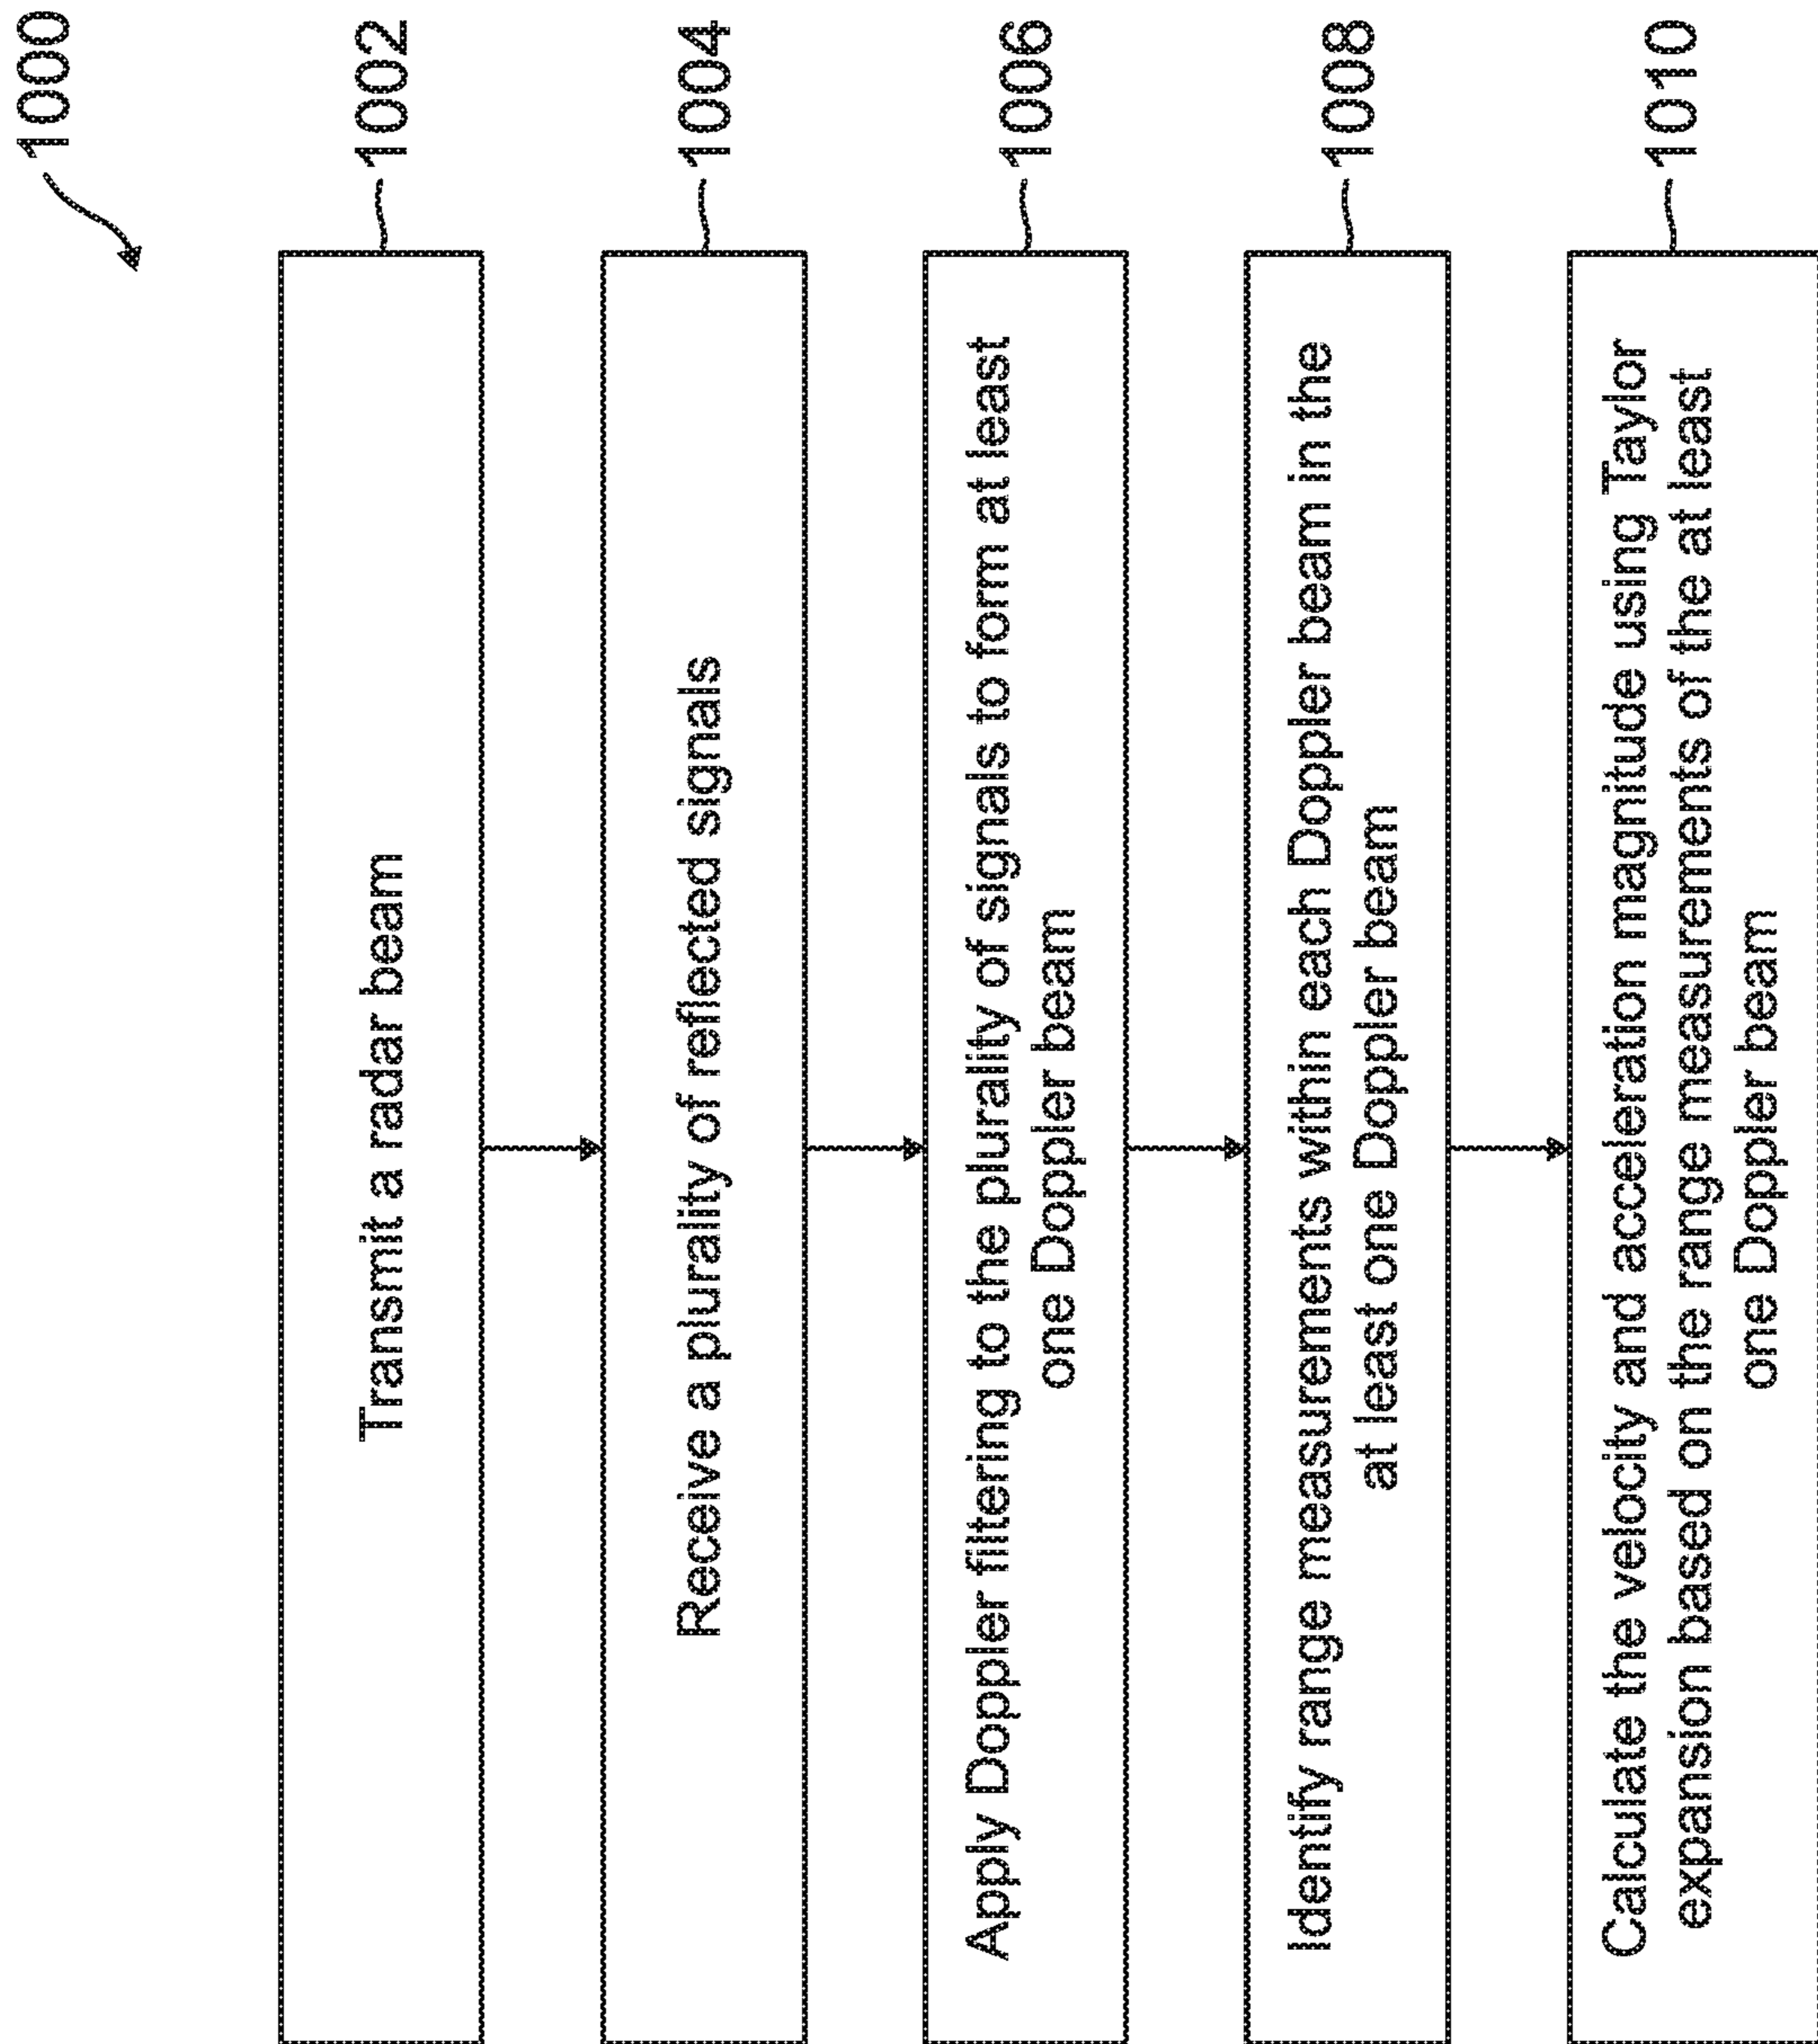 1000
Transmit a radar beam
1002
Receive a plurality of reflected signals
1004
Apply Doppler filtering to the plurality of signals to form at least
one Doppler beam
1006
Identify range measurements within each Doppler beam in the
at least one Doppler beam
1008
Calculate the velocity and acceleration magnitude using Taylor
expansion based on the range measurements of the at least
one Doppler beam
1010